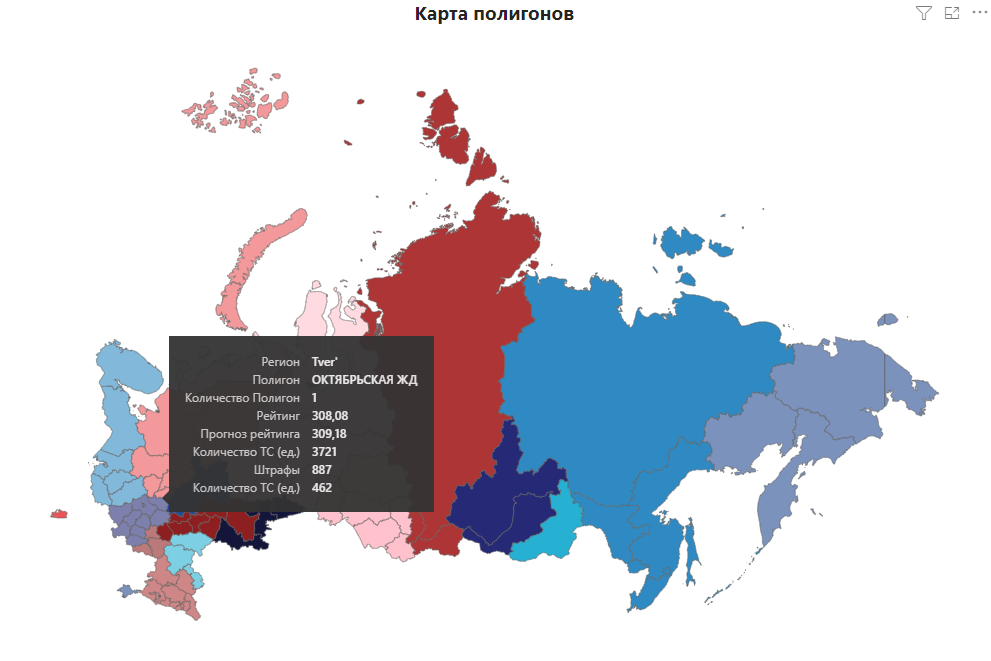 Карта полигонов
Регион Tver'
Полигон ОКТЯБРЬСКАЯ ЖД
Количество Полигон 1
Рейтинг 308,08
Прогноз рейтинга 309,18
Количество ТС (ед.) 3721
Штрафы 887
Количество ТС (ед.) 462